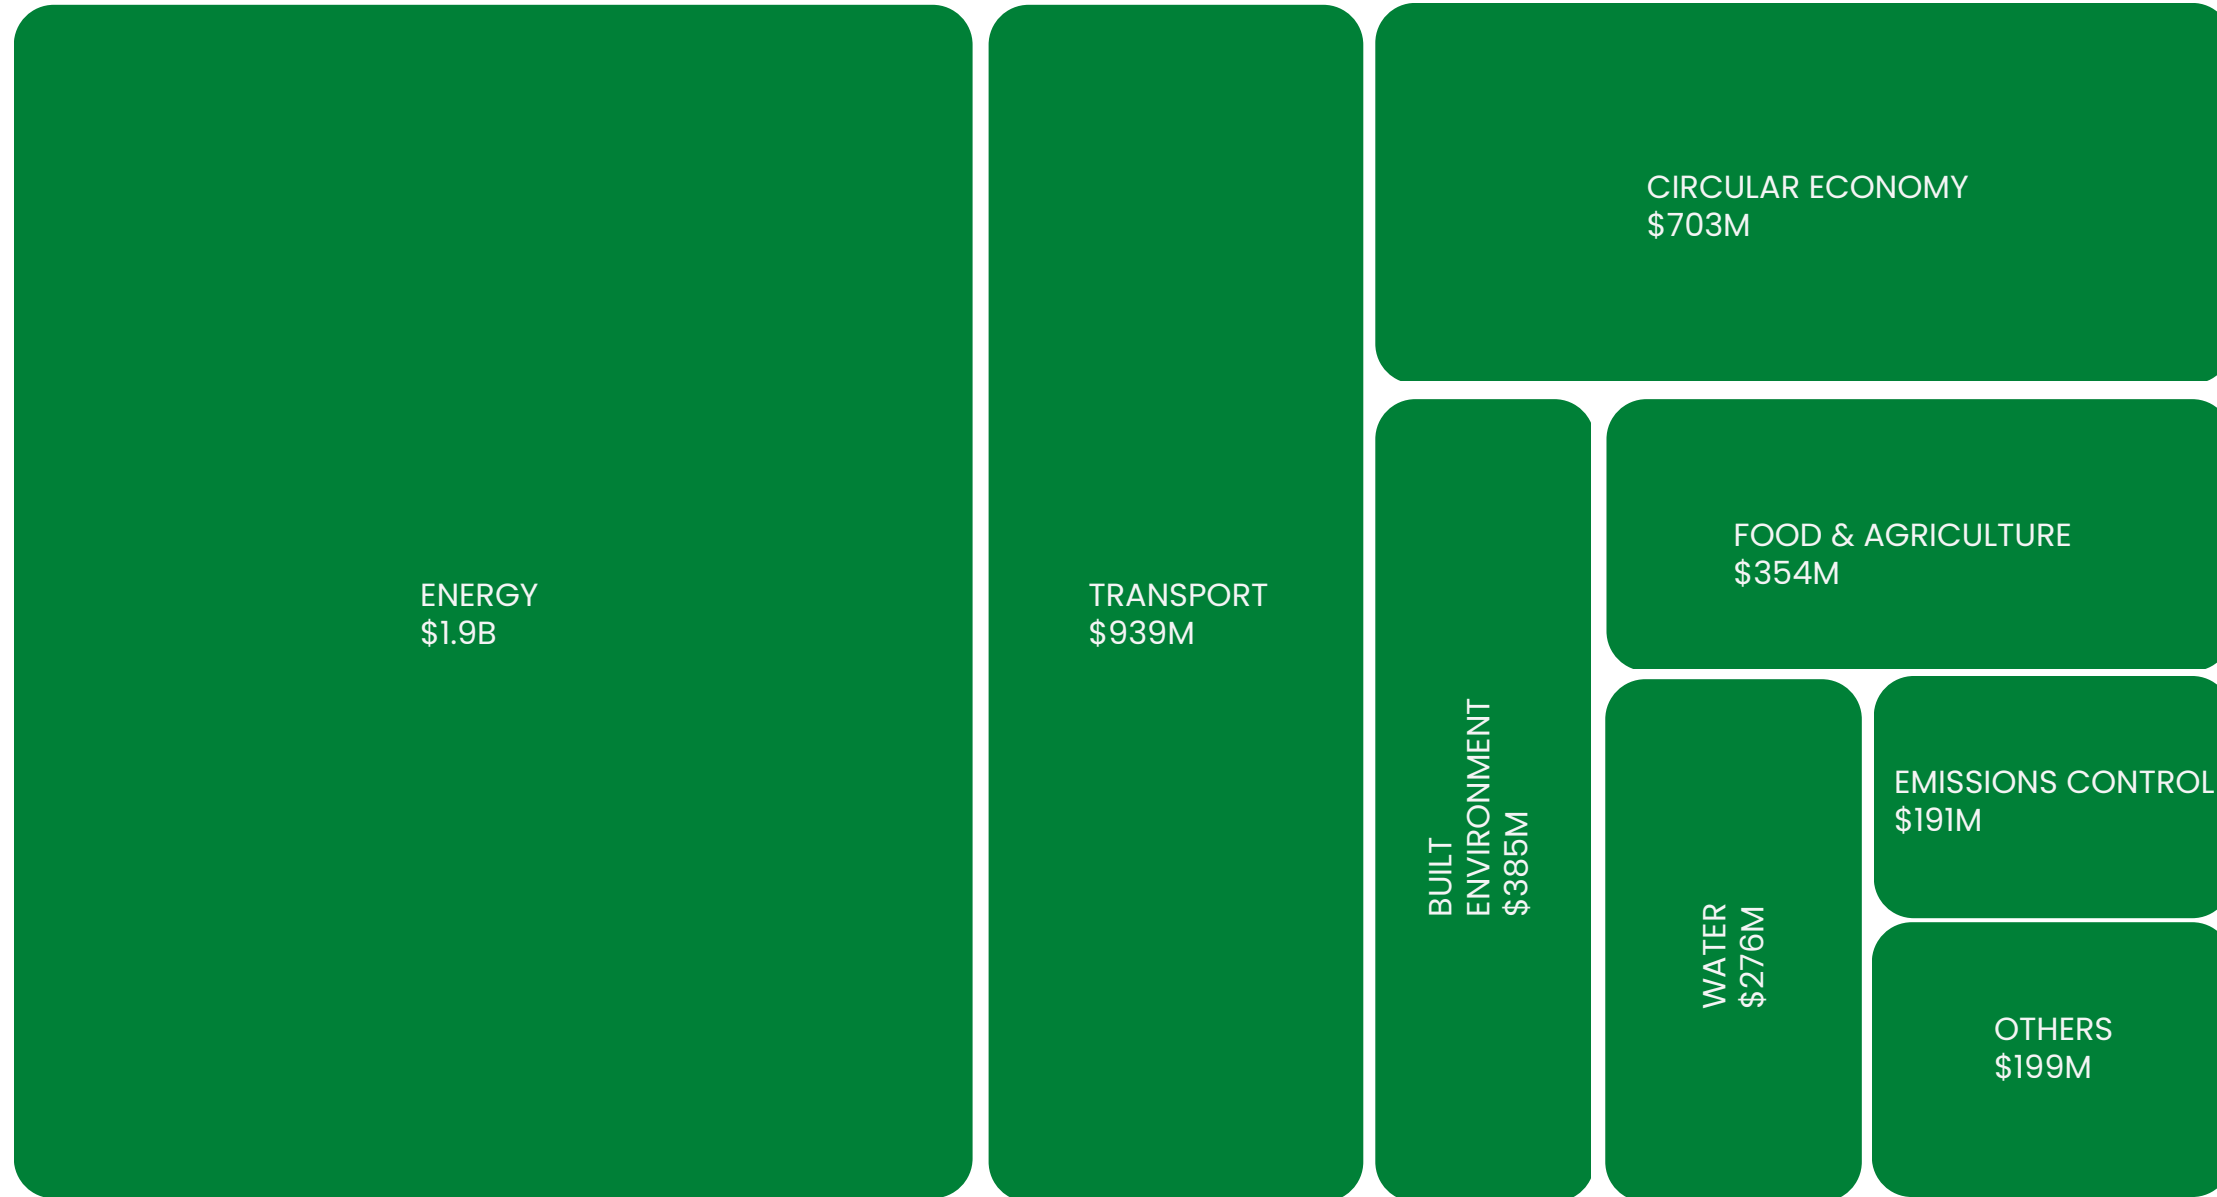 ENERGY
$1.9B
TRANSPORT
$939M
CIRCULAR ECONOMY
$703M
BUILT
ENVIRONMENT
$385M
FOOD & AGRICULTURE
$354M
WATER
$276M
EMISSIONS CONTROL
$191M
OTHERS
$199M